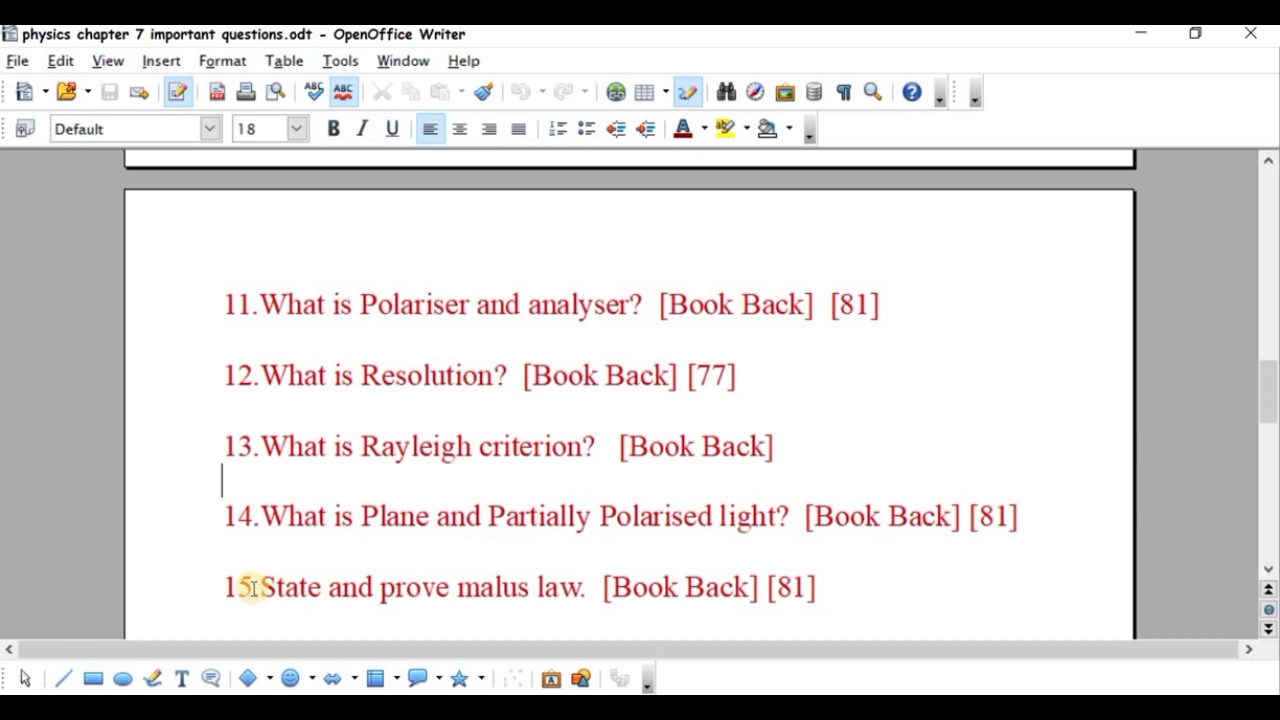 physics chapter 7 important questions.odt - OpenOffice Writer
File Edit View Insert Format Table Tools Window Help
Default 18 B I U
11.What is Polariser and analyser? [Book Back] [81]
12.What is Resolution? [Book Back] [77]
13.What is Rayleigh criterion? [Book Back]
14.What is Plane and Partially Polarised light? [Book Back] [81]
15.State and prove malus law. [Book Back] [81]